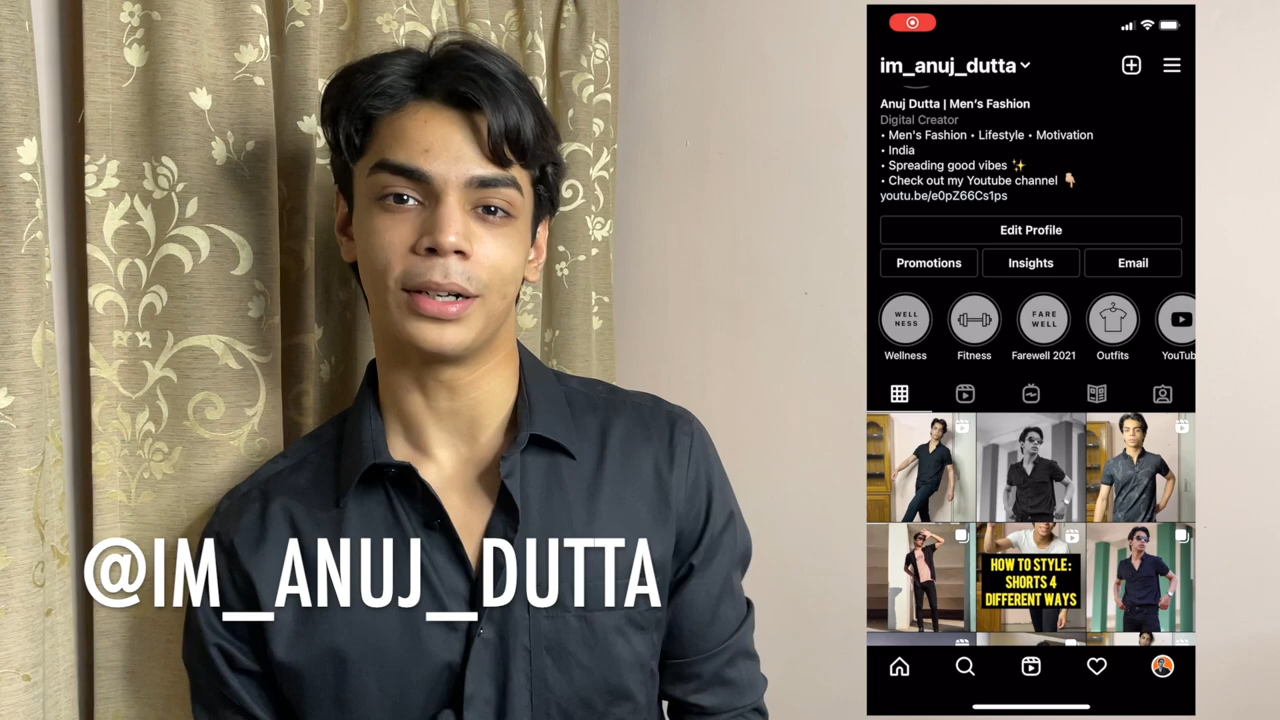 im_anuj_dutta
Anuj Dutta | Men's Fashion
Digital Creator
• Men's Fashion • Lifestyle • Motivation
• India
• Spreading good vibes ✨
• Check out my Youtube channel 👇🏼
youtu.be/e0pZ66Cs1ps
Edit Profile
Promotions Insights Email
WELL
NESS
FARE
WELL
Wellness Fitness Farewell 2021 Outfits YouTub
HOW TO STYLE:
SHORTS 4
DIFFERENT WAYS
@IM_ANUJ_DUTTA